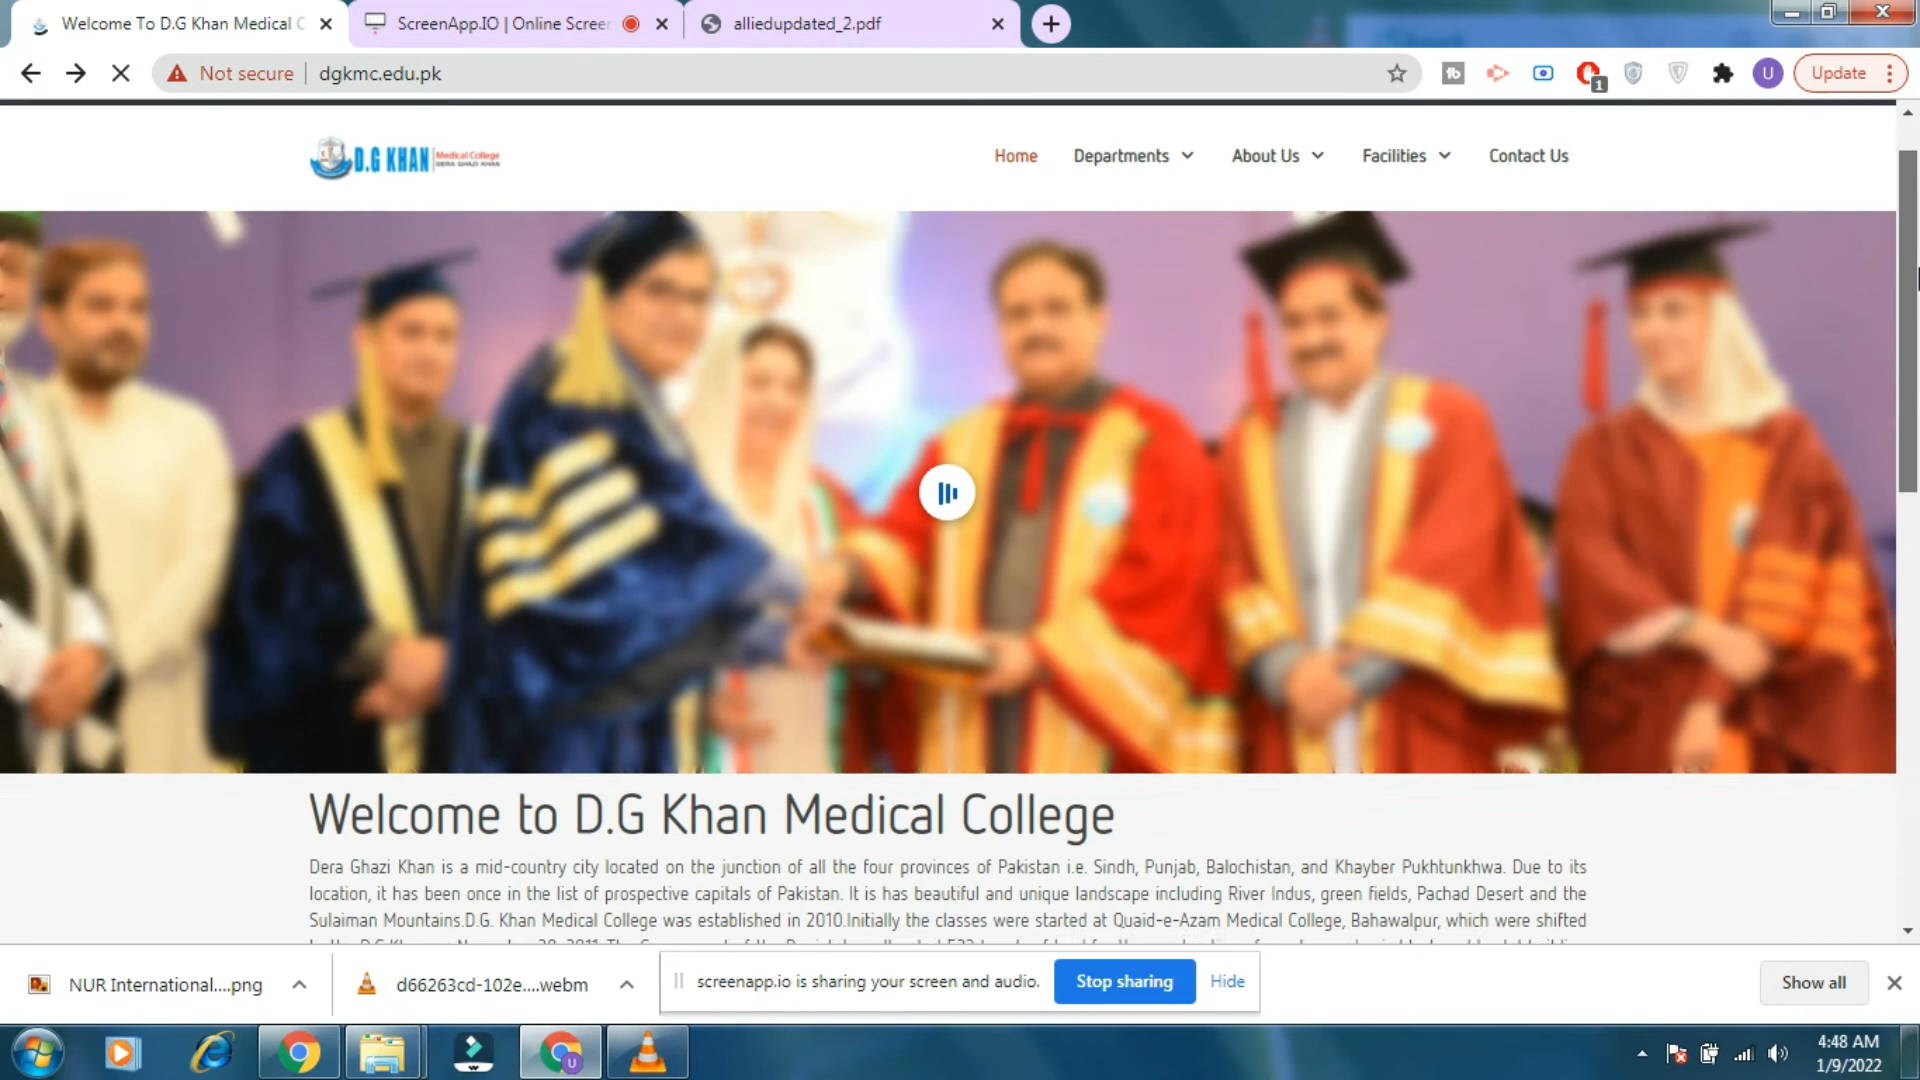 Welcome To D.G Khan Medical C
ScreenApp.IO | Online Screen
alliedupdated_2.pdf
Not secure
dgkmc.edu.pk
1
U
Update
D.G KHAN Medical College
DERA GHAZI KHAN
Home
Departments
About Us
Facilities
Contact Us
Welcome to D.G Khan Medical College
Dera Ghazi Khan is a mid-country city located on the junction of all the four provinces of Pakistan i.e. Sindh, Punjab, Balochistan, and Khayber Pukhtunkhwa. Due to its
location, it has been once in the list of prospective capitals of Pakistan. It is has beautiful and unique landscape including River Indus, green fields, Pachad Desert and the
Sulaiman Mountains.D.G. Khan Medical College was established in 2010.Initially the classes were started at Quaid-e-Azam Medical College, Bahawalpur, which were shifted
NUR International....png
d66263cd-102e....webm
screenapp.io is sharing your screen and audio.
Stop sharing
Hide
Show all
4:48 AM
1/9/2022